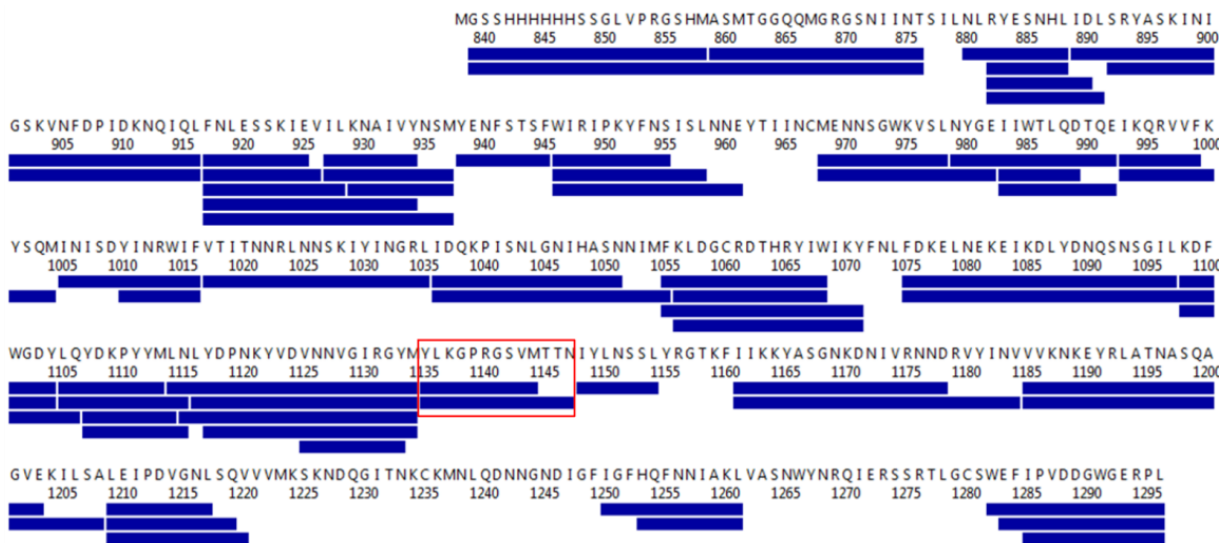 MGSSHHHHHHSSGLVPRGSHMASMTGGQQMGRGSNIINTSILNLRYESNHLIDLSRYASKINI
840 845 850 855 860 865 870 875 880 885 890 895 900
GSKVNFDPIDKNQIQLFNLESSKIEVILKNAIVYNSMYENFSTSFWIRIPKYFNSISLNNEYTIINCMENNSGWKVSLNYGEIIWTLQDTQEIKQRVVFK
905 910 915 920 925 930 935 940 945 950 955 960 965 970 975 980 985 990 995 1000
YSQMINISDYINRWIFVTITNNRLNNSKIYINGRLIDQKPISNLGNIHASNNIMFKLDGCRDTHRYIWIKYFNLFDKELNEKEIKDLYDNQSNSGILKDF
1005 1010 1015 1020 1025 1030 1035 1040 1045 1050 1055 1060 1065 1070 1075 1080 1085 1090 1095 1100
WGDYLQYDKPYYMLNLYDPNKYVDVNNVGIRGYMYLKGPRGSVMTTNIYLNSSLYRGTKFIIKKYASGNKDNIVRNNDRVYINVVVKNKEYRLATNASQA
1105 1110 1115 1120 1125 1130 1135 1140 1145 1150 1155 1160 1165 1170 1175 1180 1185 1190 1195 1200
GVEKILSALEIPDVGNLSQVVVMKSKNDQGITNKCKMNLQDNNGNDIGFIGFHQFNNIAKLVASNWYNRQIERSSRTLGCSWEFIPVDDGWGERPL
1205 1210 1215 1220 1225 1230 1235 1240 1245 1250 1255 1260 1265 1270 1275 1280 1285 1290 1295